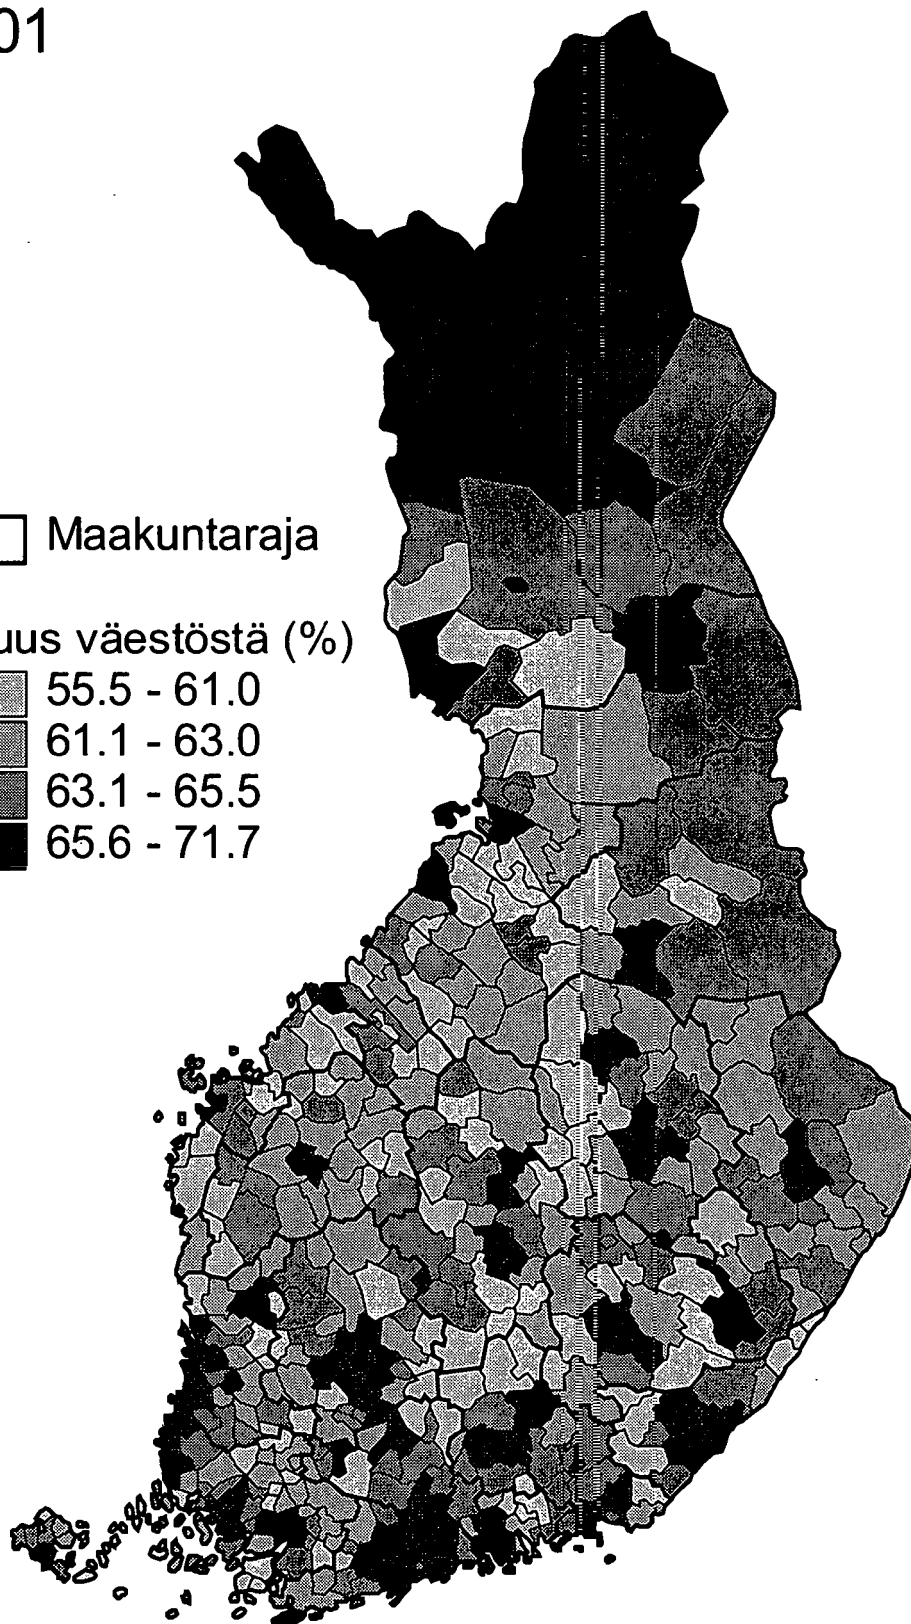 01
Maakuntaraja
uus väestöstä (%)
55.5 - 61.0
61.1 - 63.0
63.1 - 65.5
65.6 - 71.7